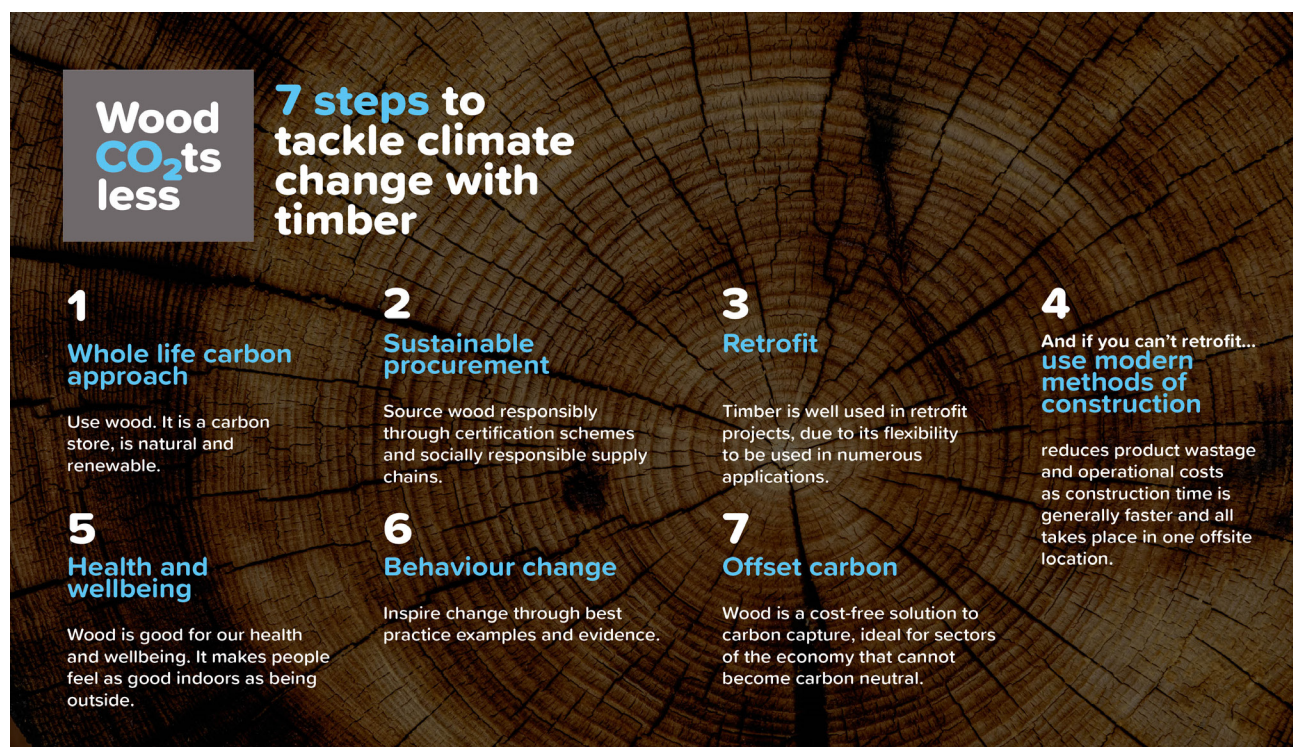 Wood
CO₂ts
less
7 steps to
tackle climate
change with
timber
1
Whole life carbon
approach
Use wood. It is a carbon
store, is natural and
renewable.
2
Sustainable
procurement
Source wood responsibly
through certification schemes
and socially responsible supply
chains.
3
Retrofit
Timber is well used in retrofit
projects, due to its flexibility
to be used in numerous
applications.
4
And if you can't retrofit...
use modern
methods of
construction
reduces product wastage
and operational costs
as construction time is
generally faster and all
takes place in one offsite
location.
5
Health and
wellbeing
Wood is good for our health
and wellbeing. It makes people
feel as good indoors as being
outside.
6
Behaviour change
Inspire change through best
practice examples and evidence.
7
Offset carbon
Wood is a cost-free solution to
carbon capture, ideal for sectors
of the economy that cannot
become carbon neutral.